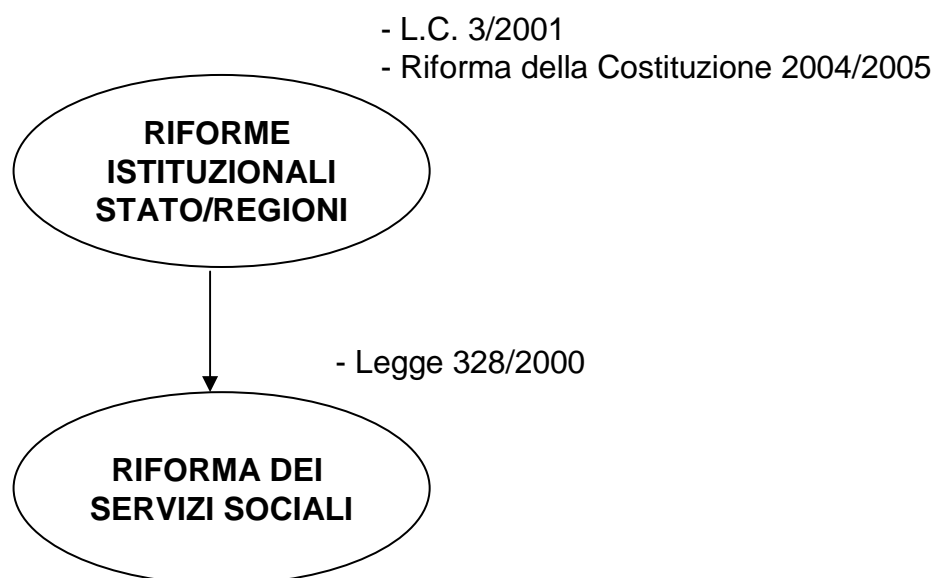 - L.C. 3/2001
- Riforma della Costituzione 2004/2005
RIFORME
ISTITUZIONALI
STATO/REGIONI
- Legge 328/2000
RIFORMA DEI
SERVIZI SOCIALI